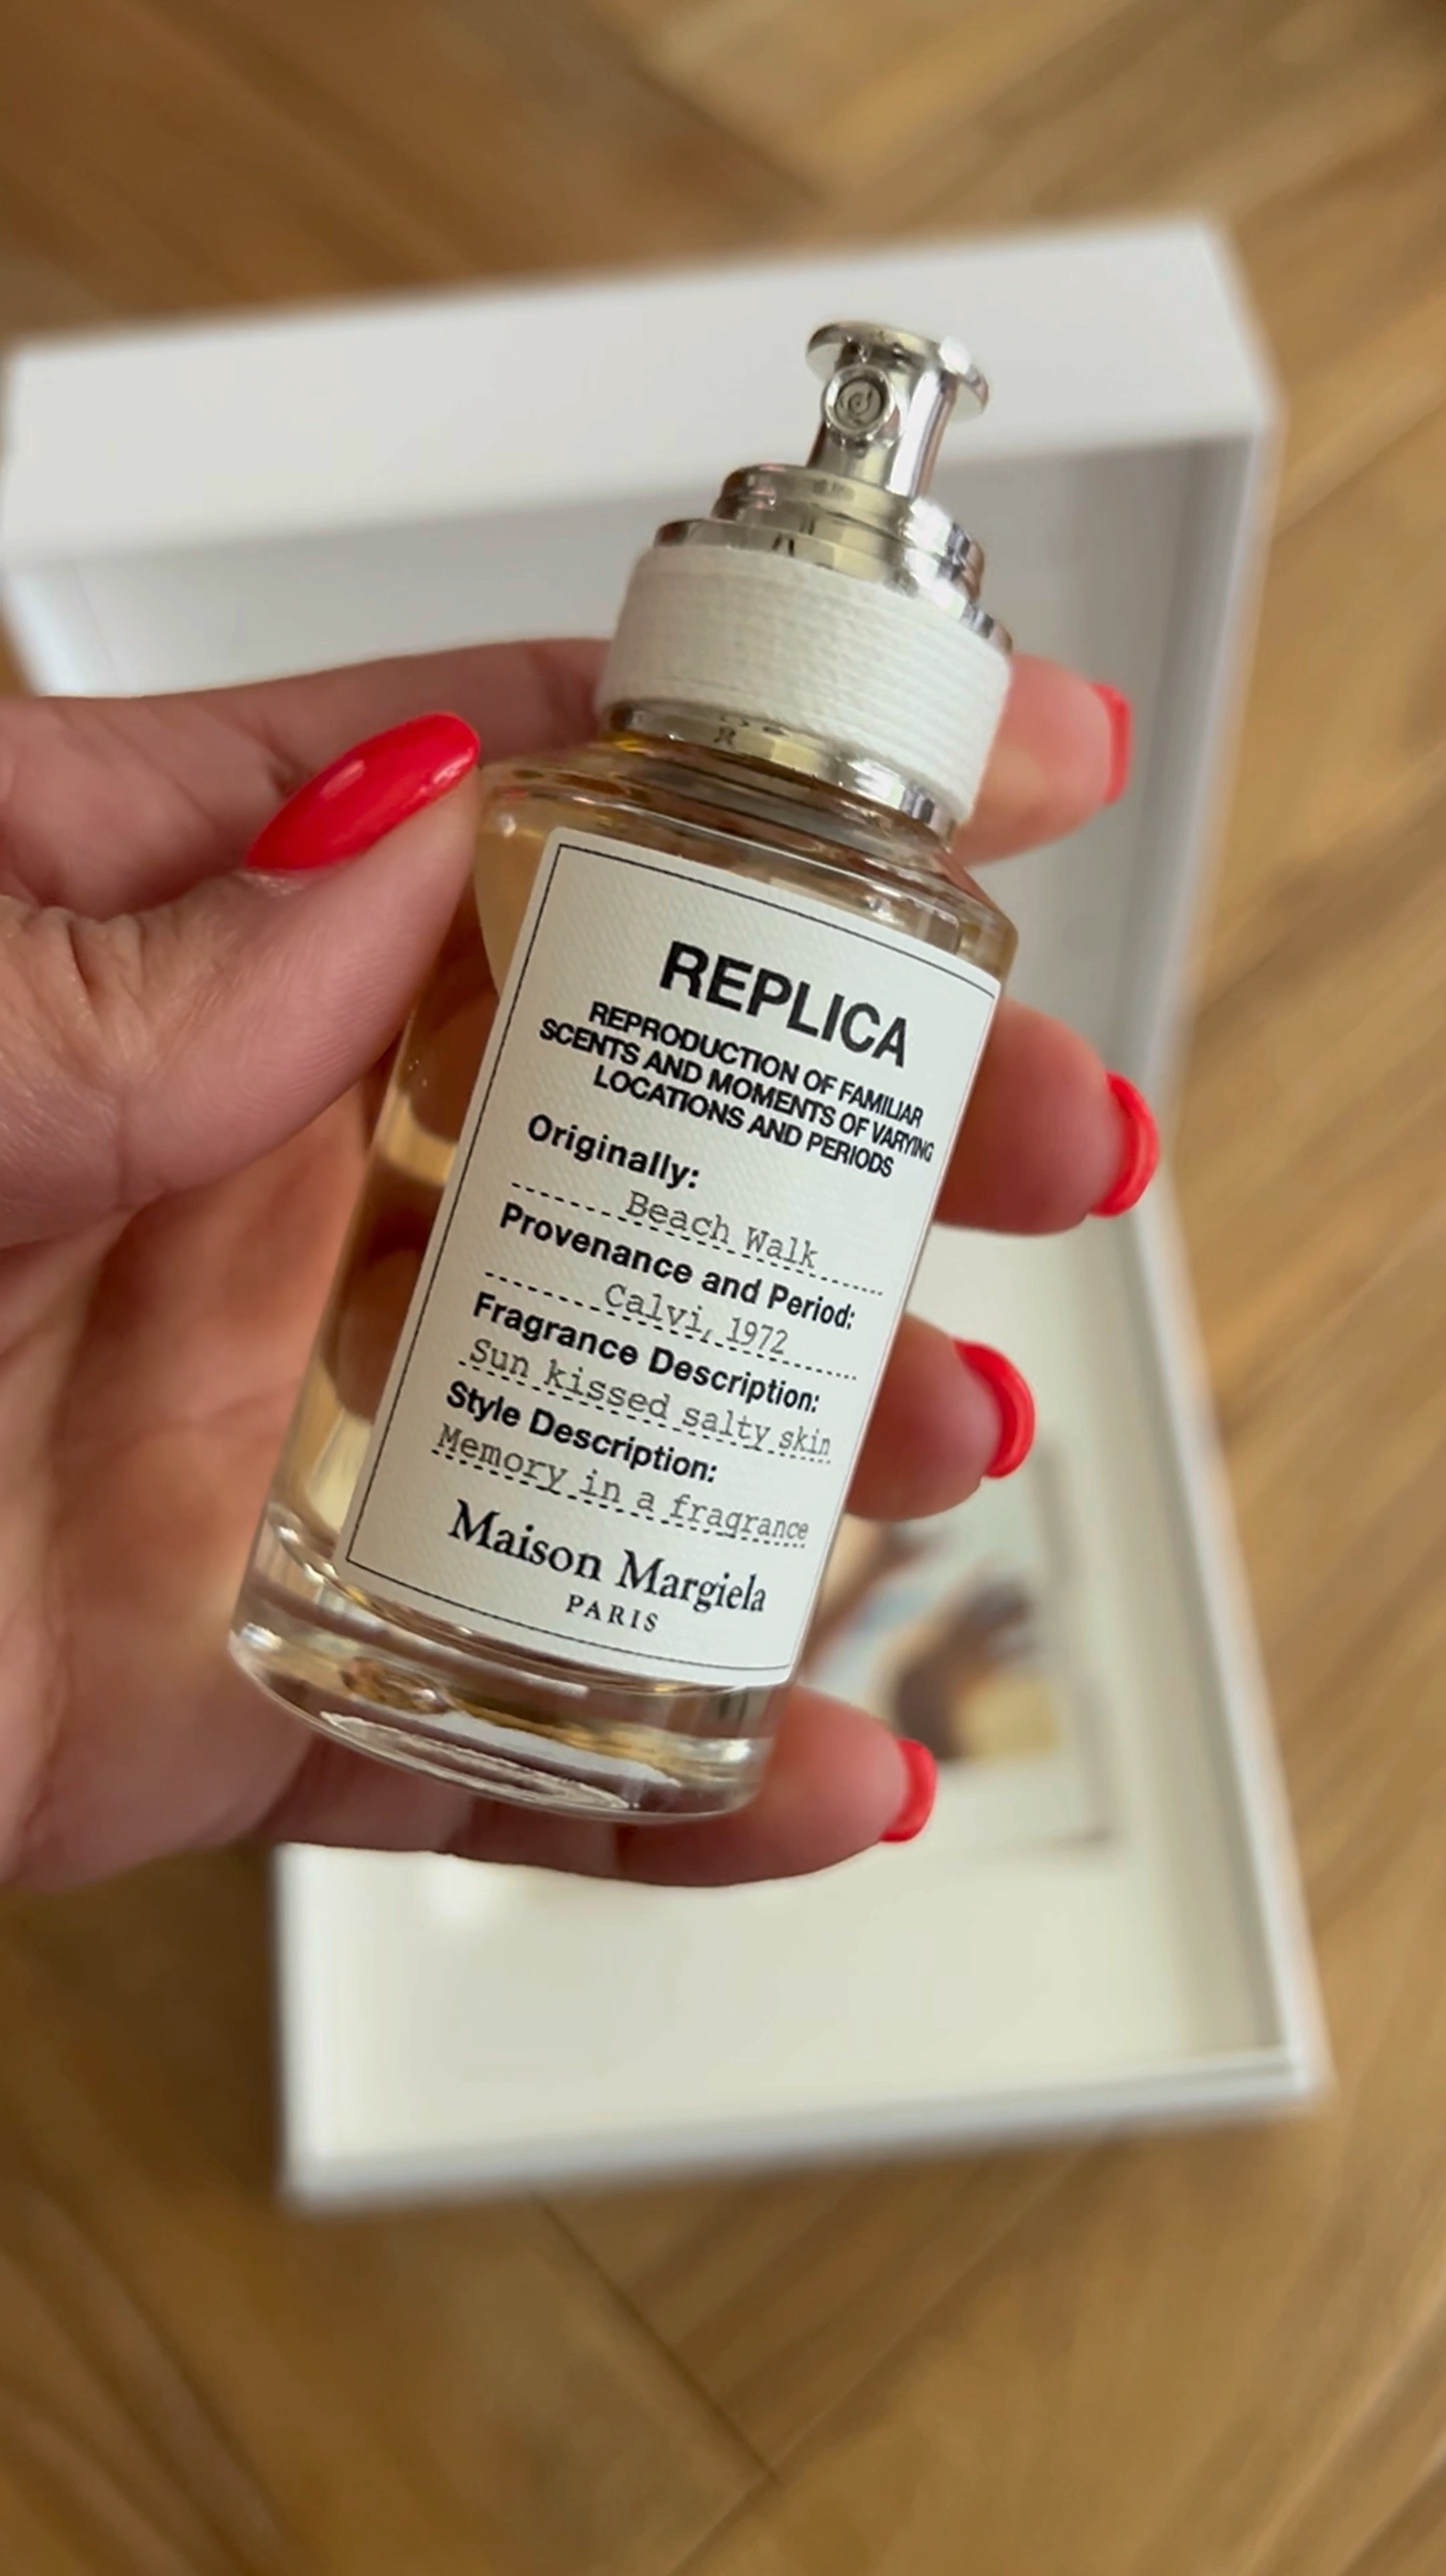 REPLICA
REPRODUCTION OF FAMILIAR
SCENTS AND MOMENTS OF VARYING
LOCATIONS AND PERIODS
Originally:
Beach Walk
Provenance and Period:
Calvi, 1972
Fragrance Description:
Sun kissed salty skin
Style Description:
Memory in a fragrance
Maison Margiela
PARIS